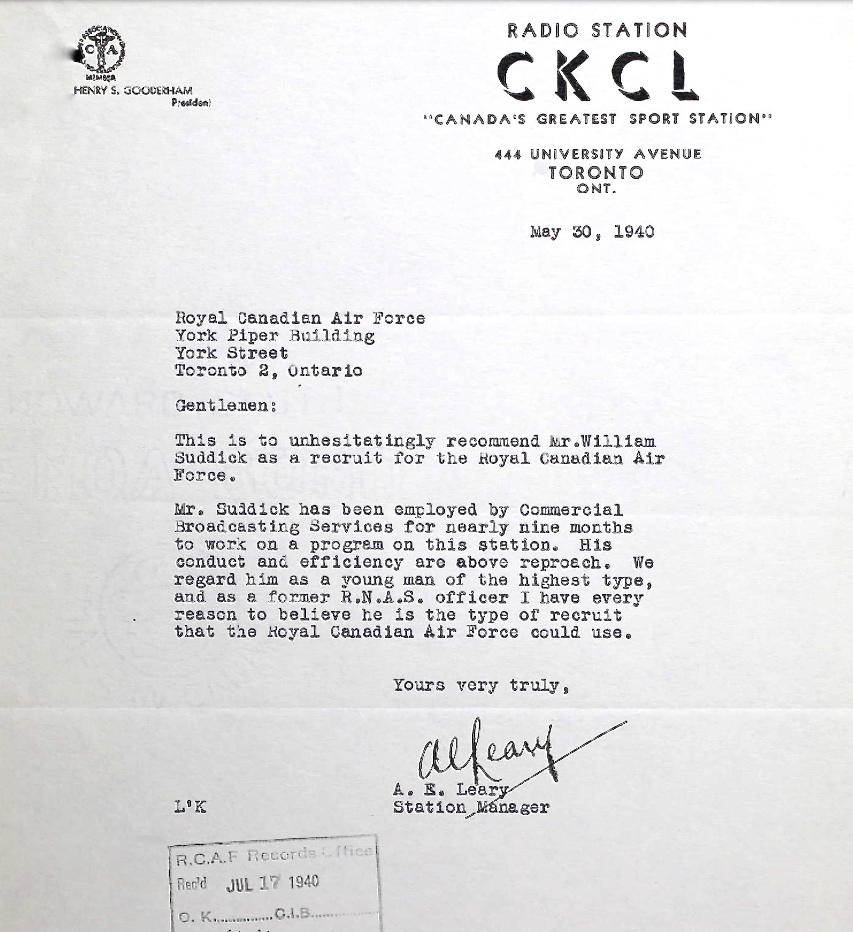 ASSOCIATION
C A
MEMBER
HENRY S. GOODERHAM
President
RADIO STATION
CKCL
"CANADA'S GREATEST SPORT STATION"
444 UNIVERSITY AVENUE
TORONTO
ONT.
May 30, 1940
Royal Canadian Air Force
York Piper Building
York Street
Toronto 2, Ontario
Gentlemen:
This is to unhesitatingly recommend Mr.William
Suddick as a recruit for the Royal Canadian Air
Force.
Mr. Suddick has been employed by Commercial
Broadcasting Services for nearly nine months
to work on a program on this station. His
conduct and efficiency are above reproach. We
regard him as a young man of the highest type,
and as a former R.N.A.S. officer I have every
reason to believe he is the type of recruit
that the Royal Canadian Air Force could use.
Yours very truly,
A. E. Leary
Station Manager
L'K
R.C.A.F Records Office
Rec'd JUL 17 1940
O. K..............C.I.B...............